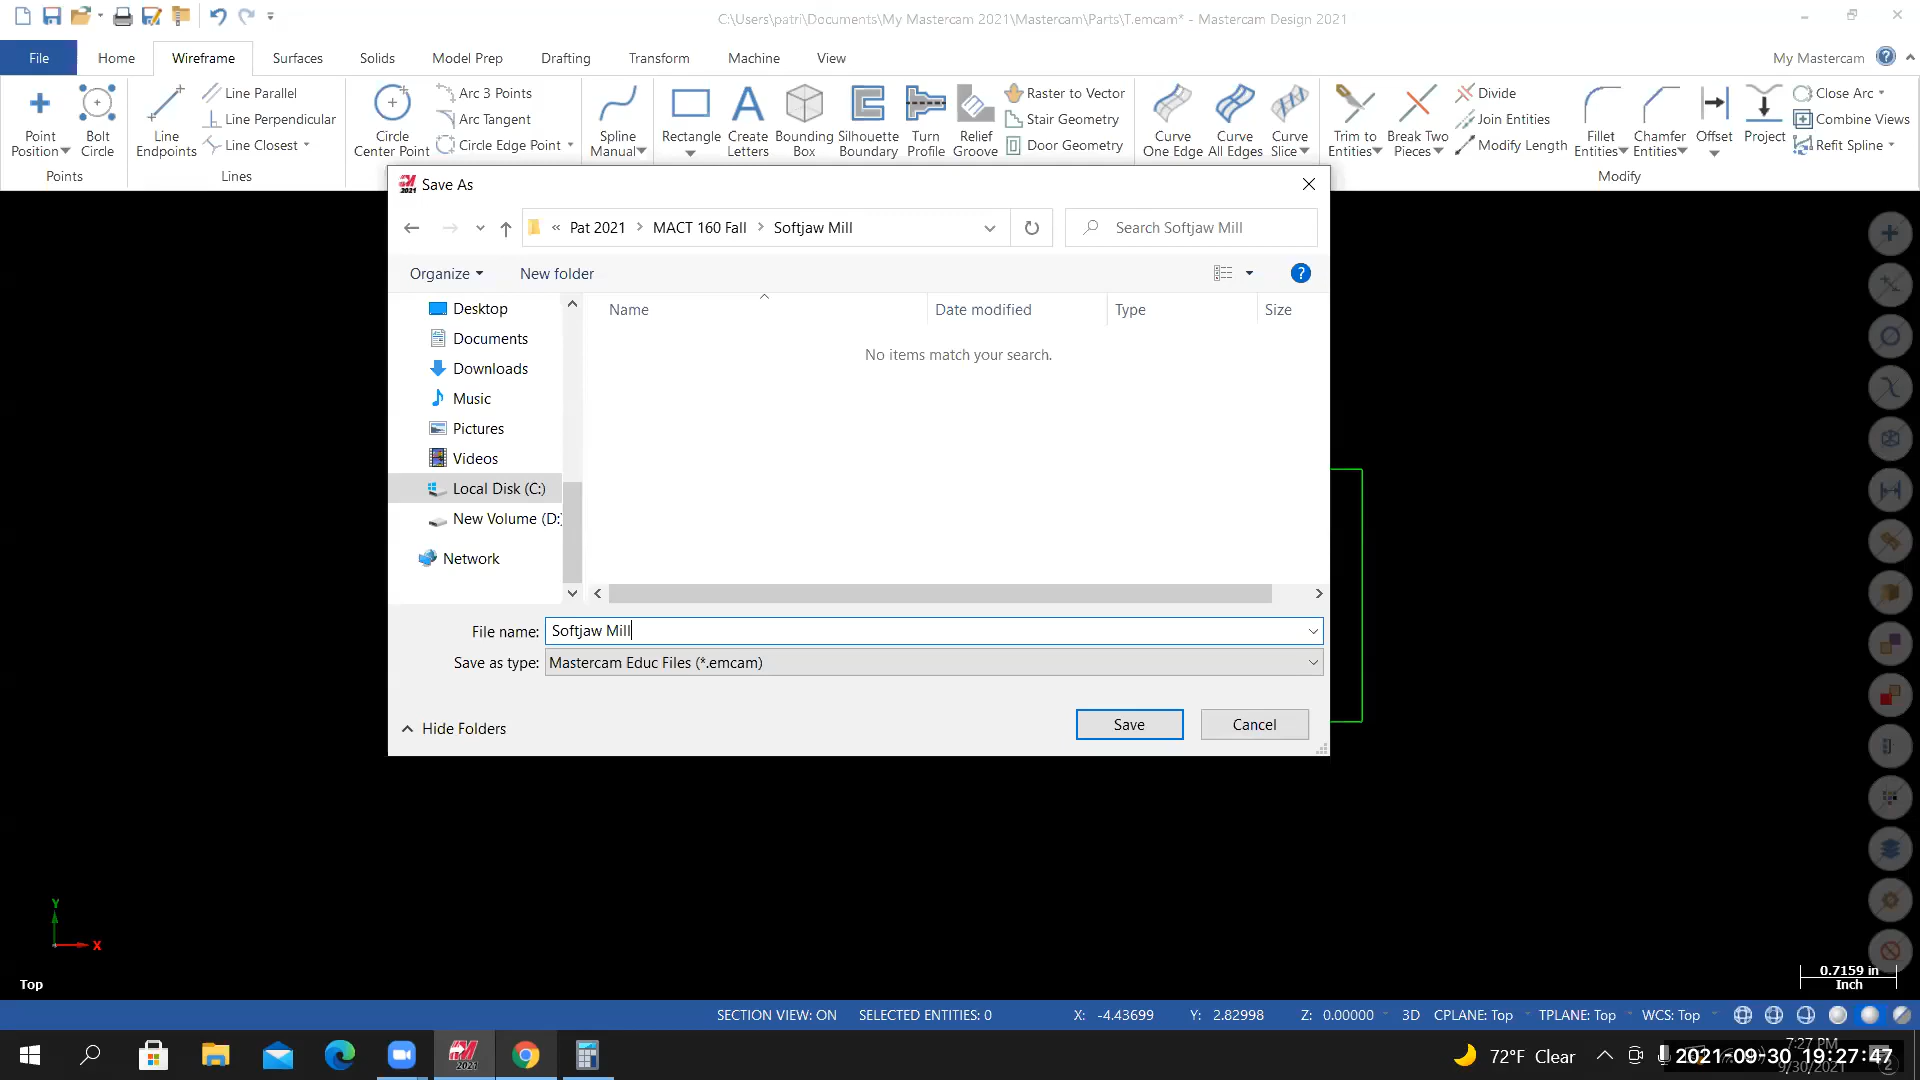 C:\Users\patri\Documents\My Mastercam 2021\Mastercam\Parts\T.emcam* - Mastercam Design 2021
File Home Wireframe Surfaces Solids Model Prep Drafting Transform Machine View My Mastercam
Point Position
Bolt Circle
Points
Line Endpoints
Line Parallel
Line Perpendicular
Line Closest
Lines
Circle Center Point
Arc 3 Points
Arc Tangent
Circle Edge Point
Spline Manual
Rectangle
Create Letters
Bounding Box
Silhouette Boundary
Turn Profile
Relief Groove
Raster to Vector
Stair Geometry
Door Geometry
Curve One Edge
Curve All Edges
Curve Slice
Trim to Entities
Break Two Pieces
Divide
Join Entities
Modify Length
Fillet Entities
Chamfer Entities
Offset
Project
Close Arc
Combine Views
Refit Spline
Modify
2021 Save As
« Pat 2021 > MACT 160 Fall > Softjaw Mill
Search Softjaw Mill
Organize New folder
?
Name Date modified Type Size
No items match your search.
Desktop
Documents
Downloads
Music
Pictures
Videos
Local Disk (C:)
New Volume (D:)
Network
File name: Softjaw Mill
Save as type: Mastercam Educ Files (*.emcam)
Hide Folders Save Cancel
Y
X
Top
0.7159 in
Inch
SECTION VIEW: ON SELECTED ENTITIES: 0 X: -4.43699 Y: 2.82998 Z: 0.00000 3D CPLANE: Top TPLANE: Top WCS: Top
2021
72°F Clear
7:27 PM
9/30/2021
2021-09-30 19:27:47
2